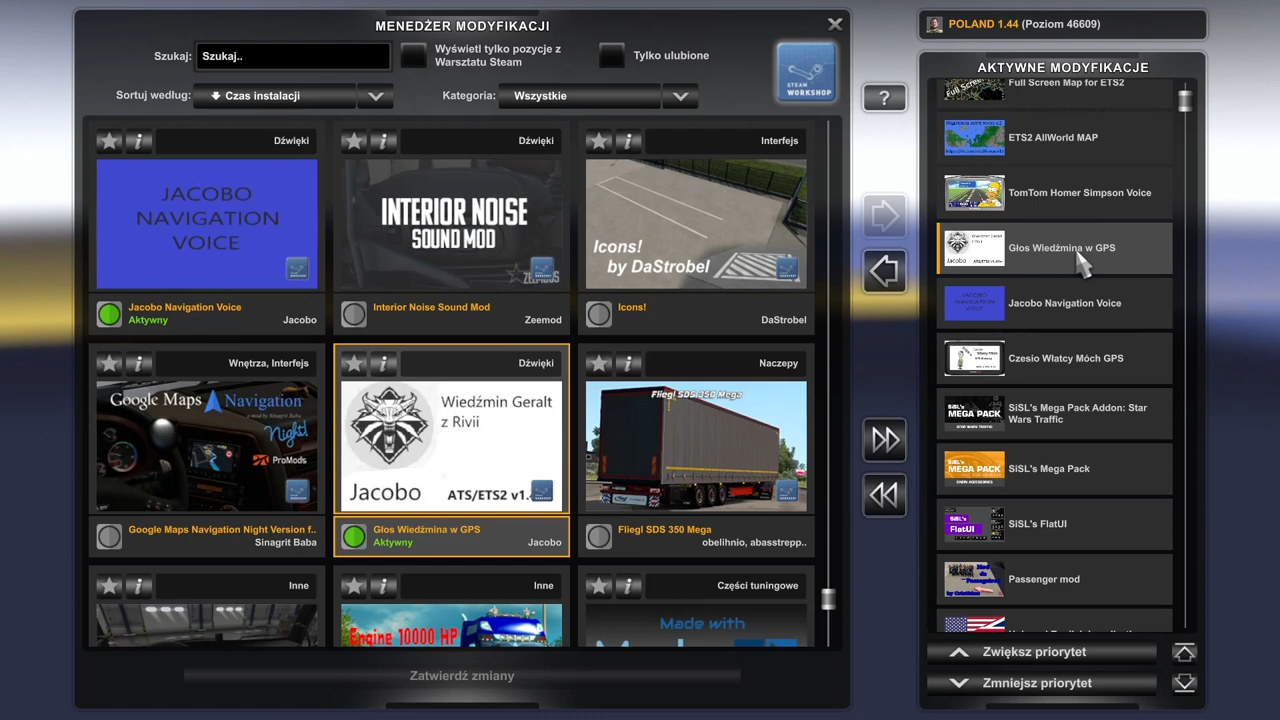 MENEDŻER MODYFIKACJI
Szukaj:
Szukaj..
Wyświetl tylko pozycje z
Warsztatu Steam
Tylko ulubione
STEAM
WORKSHOP
Sortuj według:
Czas instalacji
Kategoria:
Wszystkie
Dźwięki
Dźwięki
Interfejs
JACOBO
NAVIGATION
VOICE
INTERIOR NOISE
SOUND MOD
Icons!
by DaStrobel
Jacobo Navigation Voice
Aktywny
Jacobo
Interior Noise Sound Mod
Zeemod
Icons!
DaStrobel
Wnętrza, Interfejs
Dźwięki
Naczepy
Google Maps Navigation
Night!
ProMods
Wiedźmin Geralt
z Rivii
Jacobo
ATS/ETS2 v1.
Fliegl SDS 350 Mega
Google Maps Navigation Night Version f..
Sinagrit Baba
Głos Wiedźmina w GPS
Aktywny
Jacobo
Fliegl SDS 350 Mega
obelihnio, abasstrepp..
Inne
Inne
Części tuningowe
Engine 10000 HP
Made with
Zatwierdź zmiany
?
POLAND 1.44 (Poziom 46609)
AKTYWNE MODYFIKACJE
Full Screen Map for ETS2
ETS2 AllWorld MAP
TomTom Homer Simpson Voice
Głos Wiedźmina w GPS
Jacobo Navigation Voice
Czesio Włatcy Móch GPS
SiSL's Mega Pack Addon: Star
Wars Traffic
SiSL's Mega Pack
SiSL's FlatUI
Passenger mod
Zwiększ priorytet
Zmniejsz priorytet